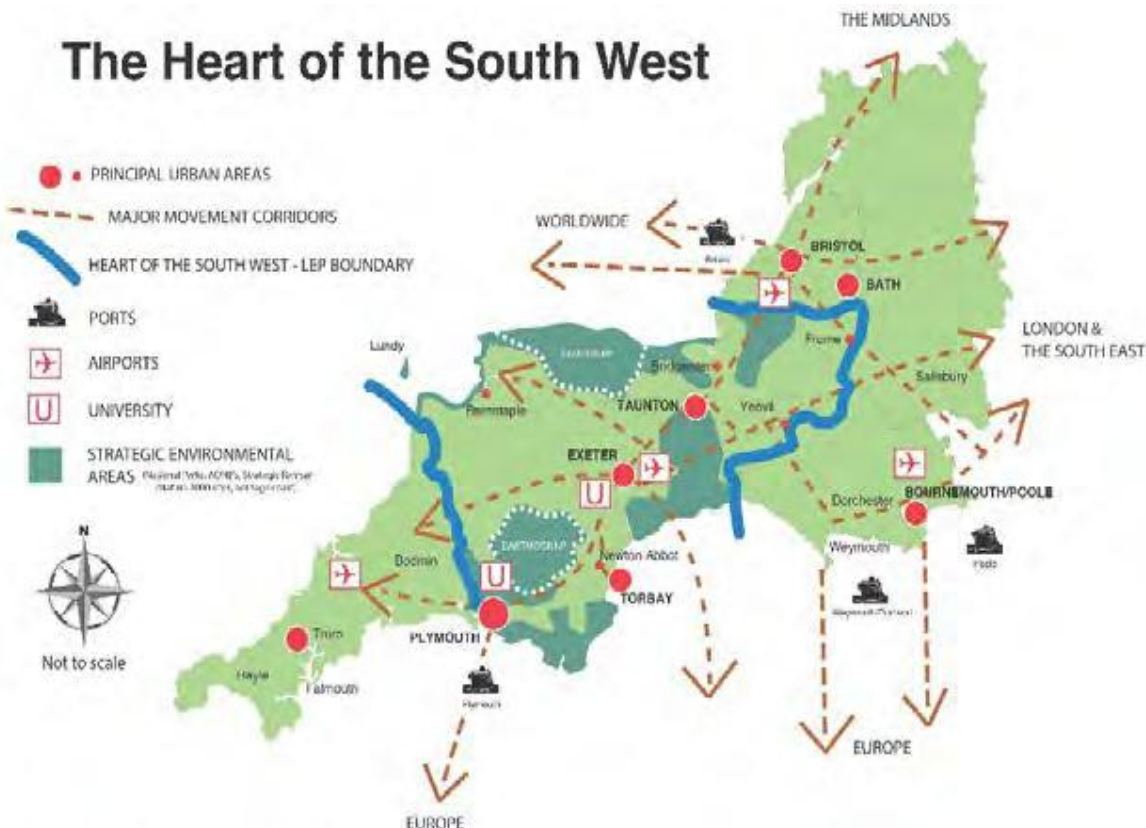 The Heart of the South West
PRINCIPAL URBAN AREAS
MAJOR MOVEMENT CORRIDORS
HEART OF THE SOUTH WEST - LEP BOUNDARY
PORTS
AIRPORTS
U
UNIVERSITY
STRATEGIC ENVIRONMENTAL
AREAS
N
Not to scale
THE MIDLANDS
WORLDWIDE
BRISTOL
BATH
LONDON &
THE SOUTH EAST
Lundy
Frome
Salisbury
Bridgwater
Barnstaple
TAUNTON
Yeovil
EXETER
U
Dorchester
BOURNEMOUTH/POOLE
Weymouth
Newton Abbot
Bodmin
U
TORBAY
PLYMOUTH
Truro
Hayle
Falmouth
Plymouth
EUROPE
EUROPE